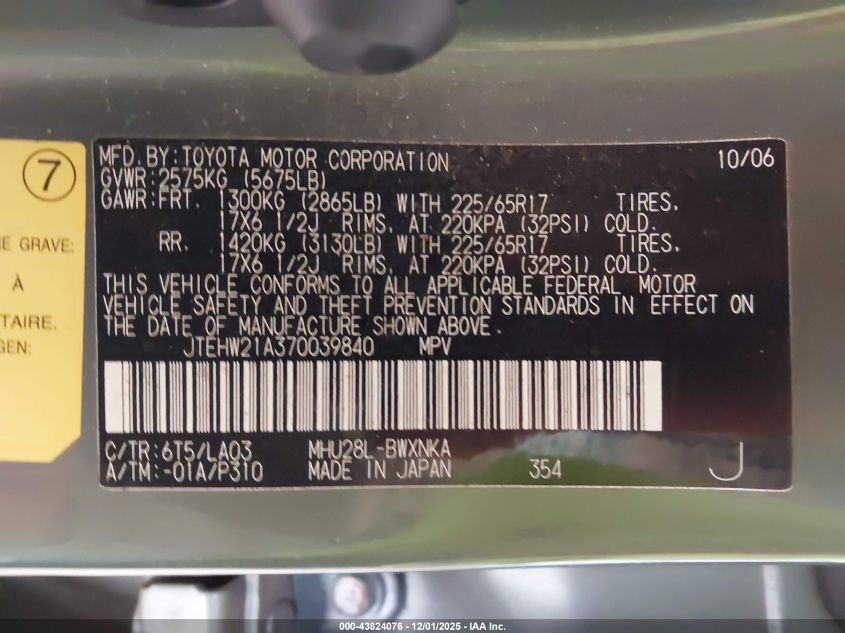 7
RE GRAVE:
À
TAIRE.
GEN:
MFD.BY:TOYOTA MOTOR CORPORATION 10/06
GVWR:2575KG (5675LB)
GAWR:FRT. 1300KG (2865LB) WITH 225/65R17 TIRES,
17X6 1/2J RIMS, AT 220KPA (32PSI) COLD.
RR. 1420KG (3130LB) WITH 225/65R17 TIRES,
17X6 1/2J RIMS, AT 220KPA (32PSI) COLD.
THIS VEHICLE CONFORMS TO ALL APPLICABLE FEDERAL MOTOR
VEHICLE SAFETY AND THEFT PREVENTION STANDARDS IN EFFECT ON
THE DATE OF MANUFACTURE SHOWN ABOVE.
JTEHW21A370039840 MPV
C/TR:6T5/LA03 MHU28L-BWXNKA
A/TM:-01A/P310 MADE IN JAPAN 354 J
000-43824076 - 12/01/2025 - IAA Inc.